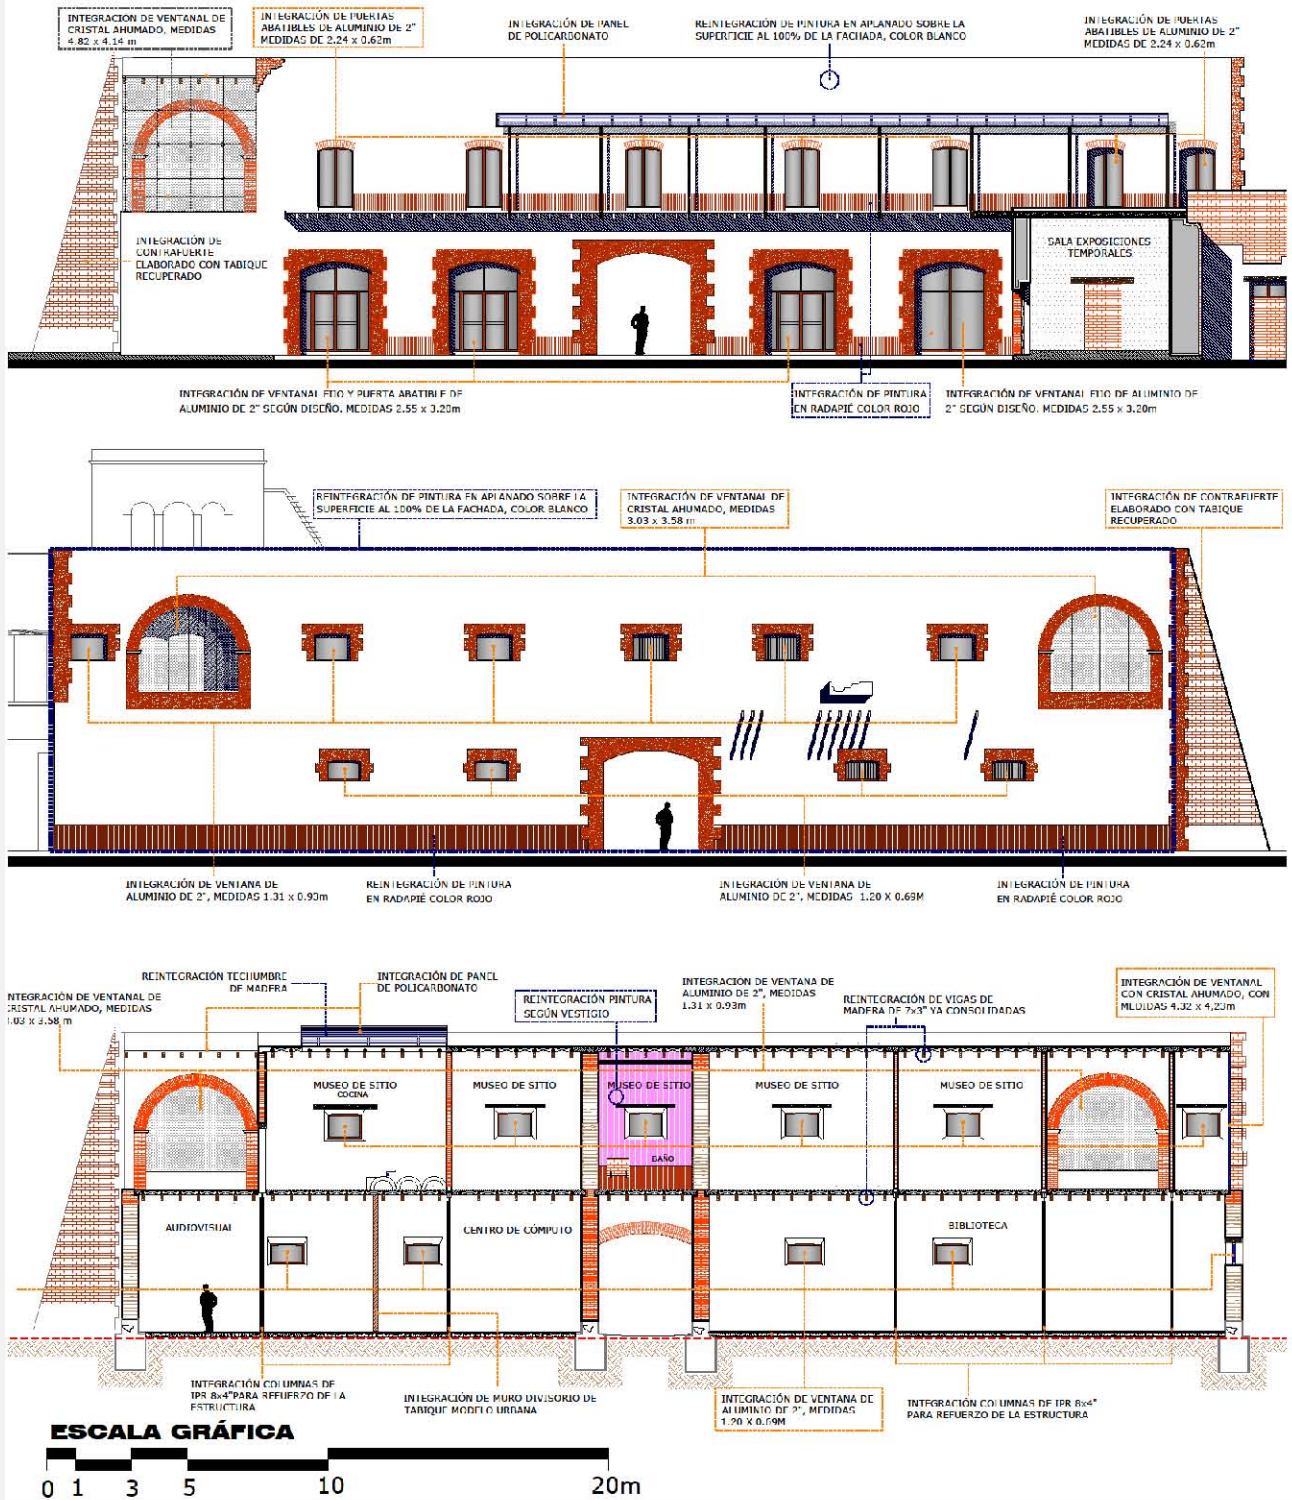 INTEGRACIÓN DE VENTANAL DE
CRISTAL AHUMADO, MEDIDAS
4.82 x 4.14 m
INTEGRACIÓN DE PUERTAS
ABATIBLES DE ALUMINIO DE 2"
MEDIDAS DE 2.24 x 0.62m
INTEGRACIÓN DE PANEL
DE POLICARBONATO
REINTEGRACIÓN DE PINTURA EN APLANADO SOBRE LA
SUPERFICIE AL 100% DE LA FACHADA, COLOR BLANCO
INTEGRACIÓN DE PUERTAS
ABATIBLES DE ALUMINIO DE 2"
MEDIDAS DE 2.24 x 0.62m
INTEGRACIÓN DE
CONTRAFUERTE
ELABORADO CON TABIQUE
RECUPERADO
SALA EXPOSICIONES
TEMPORALES
INTEGRACIÓN DE VENTANAL FIJO Y PUERTA ABATIBLE DE
ALUMINIO DE 2" SEGÚN DISEÑO. MEDIDAS 2.55 x 3.20m
INTEGRACIÓN DE PINTURA
EN RADAPIÉ COLOR ROJO
INTEGRACIÓN DE VENTANAL FIJO DE ALUMINIO DE
2" SEGÚN DISEÑO. MEDIDAS 2.55 x 3.20m
REINTEGRACIÓN DE PINTURA EN APLANADO SOBRE LA
SUPERFICIE AL 100% DE LA FACHADA, COLOR BLANCO
INTEGRACIÓN DE VENTANAL DE
CRISTAL AHUMADO, MEDIDAS
3.03 x 3.58 m
INTEGRACIÓN DE CONTRAFUERTE
ELABORADO CON TABIQUE
RECUPERADO
INTEGRACIÓN DE VENTANA DE
ALUMINIO DE 2", MEDIDAS 1.31 x 0.93m
REINTEGRACIÓN DE PINTURA
EN RADAPIÉ COLOR ROJO
INTEGRACIÓN DE VENTANA DE
ALUMINIO DE 2", MEDIDAS 1.20 X 0.69M
INTEGRACIÓN DE PINTURA
EN RADAPIÉ COLOR ROJO
NTEGRACIÓN DE VENTANAL DE
CRISTAL AHUMADO, MEDIDAS
3.03 x 3.58 m
REINTEGRACIÓN TECHUMBRE
DE MADERA
INTEGRACIÓN DE PANEL
DE POLICARBONATO
REINTEGRACIÓN PINTURA
SEGÚN VESTIGIO
INTEGRACIÓN DE VENTANA DE
ALUMINIO DE 2", MEDIDAS
1.31 x 0.93m
REINTEGRACIÓN DE VIGAS DE
MADERA DE 7x3" YA CONSOLIDADAS
INTEGRACIÓN DE VENTANAL
CON CRISTAL AHUMADO, CON
MEDIDAS 4.32 x 4,23m
MUSEO DE SITIO
COCINA
MUSEO DE SITIO
MUSEO DE SITIO
MUSEO DE SITIO
MUSEO DE SITIO
BAÑO
AUDIOVISUAL
CENTRO DE CÓMPUTO
BIBLIOTECA
INTEGRACIÓN COLUMNAS DE
IPR 8x4"PARA REFUERZO DE LA
ESTRUCTURA
INTEGRACIÓN DE MURO DIVISORIO DE
TABIQUE MODELO URBANA
INTEGRACIÓN DE VENTANA DE
ALUMINIO DE 2", MEDIDAS
1.20 X 0.69M
INTEGRACIÓN COLUMNAS DE IPR 8x4"
PARA REFUERZO DE LA ESTRUCTURA
ESCALA GRÁFICA
0 1 3 5 10 20m